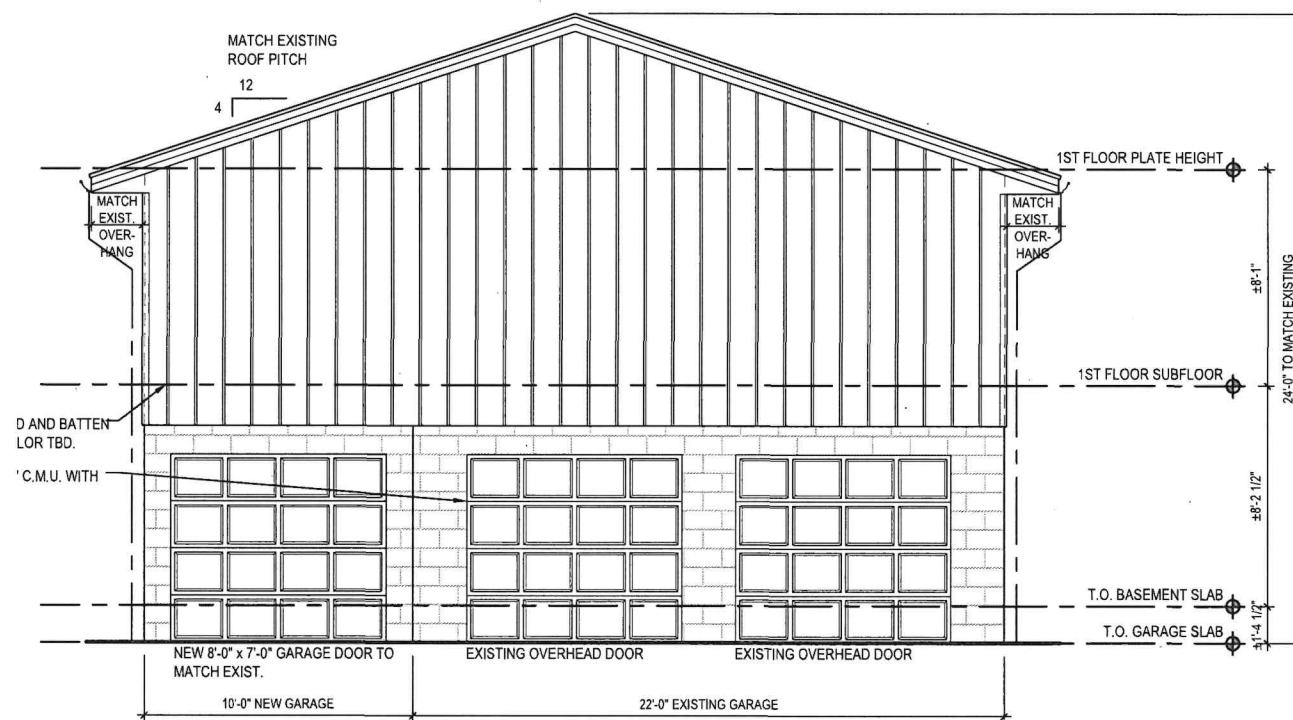 MATCH EXISTING
ROOF PITCH
12
4
1ST FLOOR PLATE HEIGHT
MATCH
EXIST.
OVER-
HANG
MATCH
EXIST.
OVER-
HANG
±8'-1"
24'-0" TO MATCH EXISTING
1ST FLOOR SUBFLOOR
D AND BATTEN
LOR TBD.
' C.M.U. WITH
±8'-2 1/2"
T.O. BASEMENT SLAB
±1'-4 1/2"
T.O. GARAGE SLAB
NEW 8'-0" x 7'-0" GARAGE DOOR TO
MATCH EXIST.
EXISTING OVERHEAD DOOR
EXISTING OVERHEAD DOOR
10'-0" NEW GARAGE
22'-0" EXISTING GARAGE